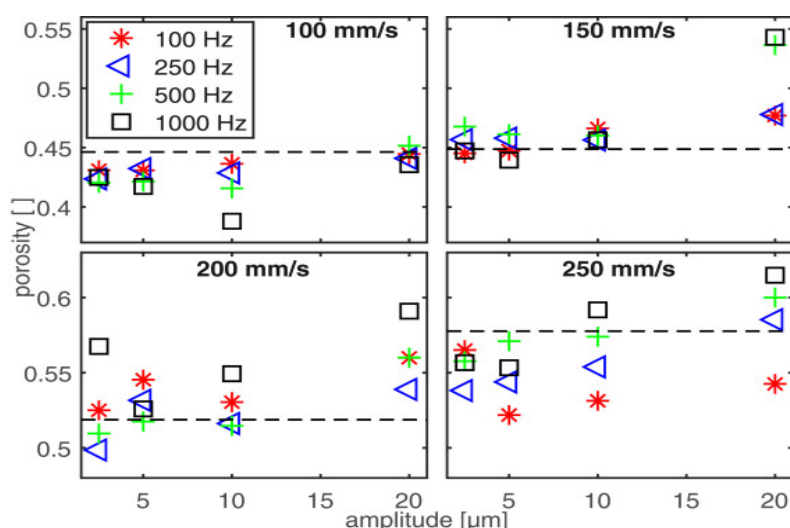 100 mm/s
150 mm/s
100 Hz
250 Hz
500 Hz
1000 Hz
0.55
0.5
0.45
0.4
porosity [ ]
200 mm/s
250 mm/s
0.6
0.55
0.5
5 10 15 20 5 10 15 20
amplitude [µm]